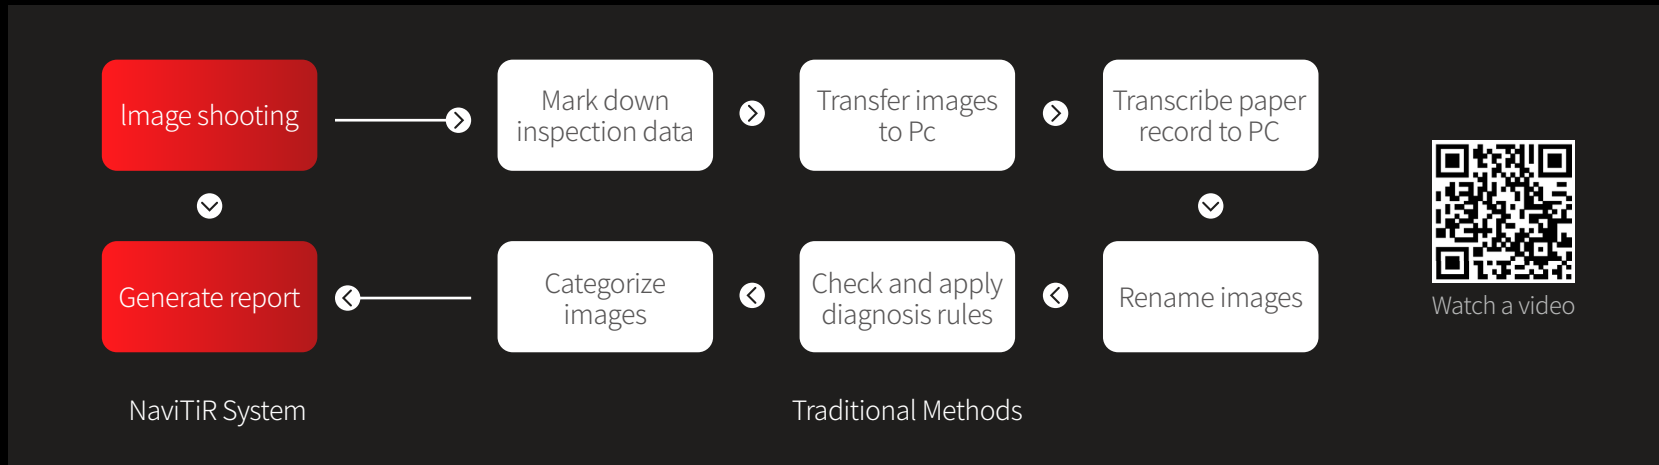 Image shooting
Mark down
inspection data
Transfer images
to Pc
Transcribe paper
record to PC
Generate report
Categorize
images
Check and apply
diagnosis rules
Rename images
Watch a video
NaviTiR System
Traditional Methods